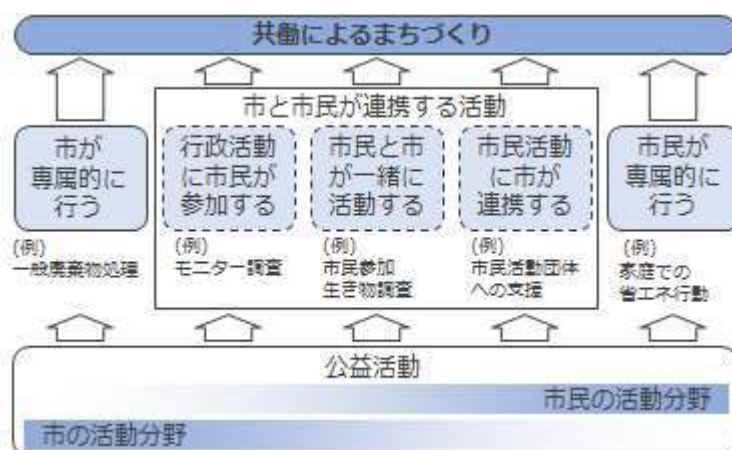 共働によるまちづくり
市と市民が連携する活動
市が
専属的に
行う
(例)
一般廃棄物処理
行政活動
に市民が
参加する
(例)
モニター調査
市民と市
が一緒に
活動する
(例)
市民参加
生き物調査
市民活動
に市が
連携する
(例)
市民活動団体
への支援
市民が
専属的に
行う
(例)
家庭での
省エネ行動
公益活動
市民の活動分野
市の活動分野